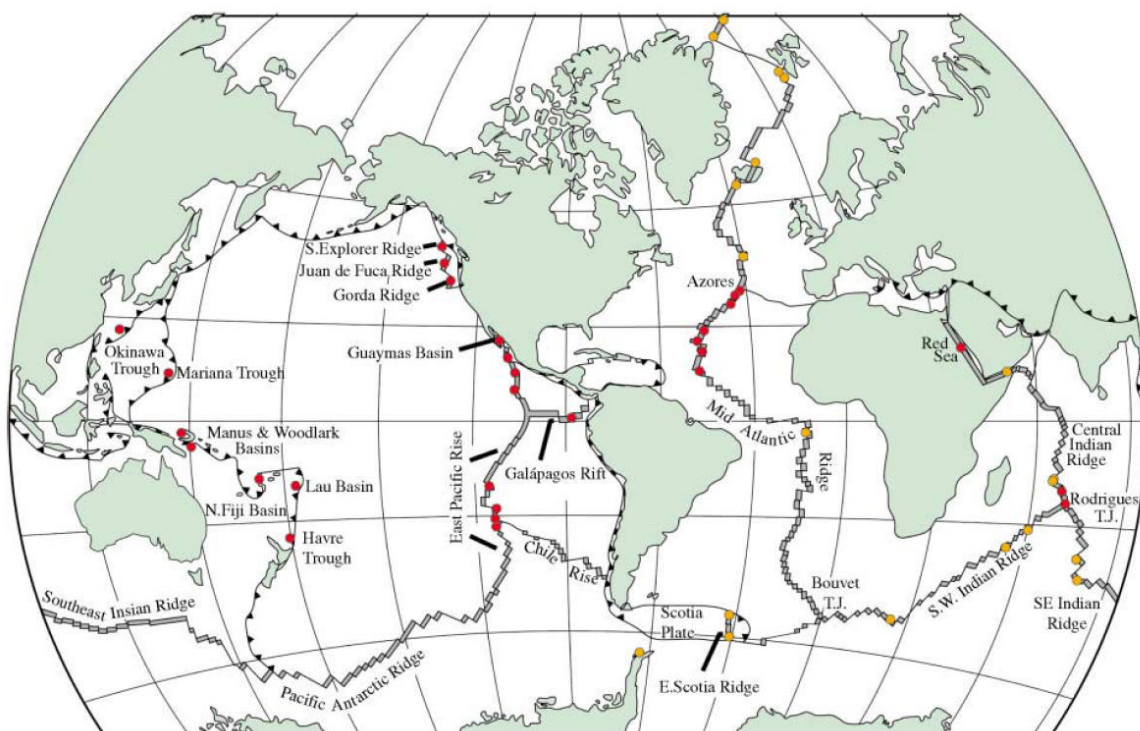 S.Explorer Ridge
Juan de Fuca Ridge
Gorda Ridge
Azores
Okinawa
Trough
Guaymas Basin
Red
Sea
Mariana Trough
Mid Atlantic
Ridge
Manus & Woodlark
Basins
Galápagos Rift
Central
Indian
Ridge
East Pacific Rise
Lau Basin
N.Fiji Basin
Rodrigues
T.J.
Havre
Trough
Chile Rise
Southeast Insian Ridge
Bouvet
T.J.
S.W. Indian Ridge
SE Indian
Ridge
Scotia
Plate
Pacific Antarctic Ridge
E.Scotia Ridge